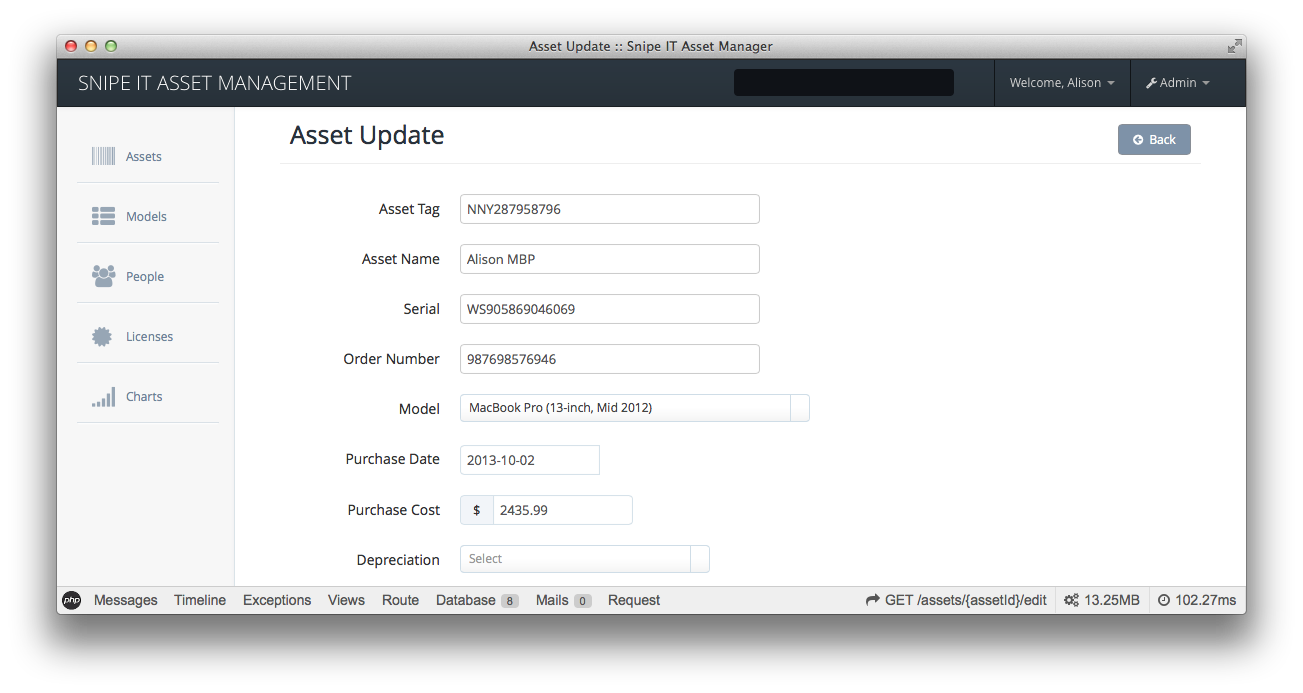 Asset Update :: Snipe IT Asset Manager
SNIPE IT ASSET MANAGEMENT
Welcome, Alison
Admin
Assets
Models
People
Licenses
Charts
Asset Update
Back
Asset Tag NNY287958796
Asset Name Alison MBP
Serial WS905869046069
Order Number 987698576946
Model MacBook Pro (13-inch, Mid 2012)
Purchase Date 2013-10-02
Purchase Cost $ 2435.99
Depreciation Select
php Messages Timeline Exceptions Views Route Database 8 Mails 0 Request GET /assets/{assetId}/edit 13.25MB 102.27ms